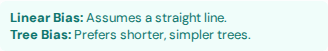 Linear Bias: Assumes a straight line.
Tree Bias: Prefers shorter, simpler trees.